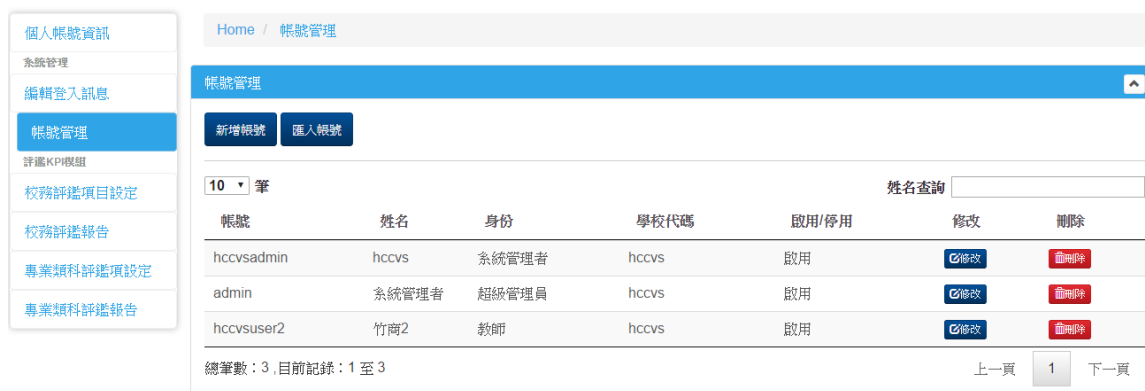 個人帳號資訊
系統管理
編輯登入訊息
帳號管理
評鑑KPI模組
校務評鑑項目設定
校務評鑑報告
專業類科評鑑項設定
專業類科評鑑報告
Home / 帳號管理
帳號管理
新增帳號 匯入帳號
10 筆 姓名查詢
帳號 姓名 身份 學校代碼 啟用/停用 修改 刪除
hccvsadmin hccvs 系統管理者 hccvs 啟用 修改 刪除
admin 系統管理者 超級管理員 hccvs 啟用 修改 刪除
hccvsuser2 竹商2 教師 hccvs 啟用 修改 刪除
總筆數：3 ,目前記錄：1 至 3 上一頁 1 下一頁